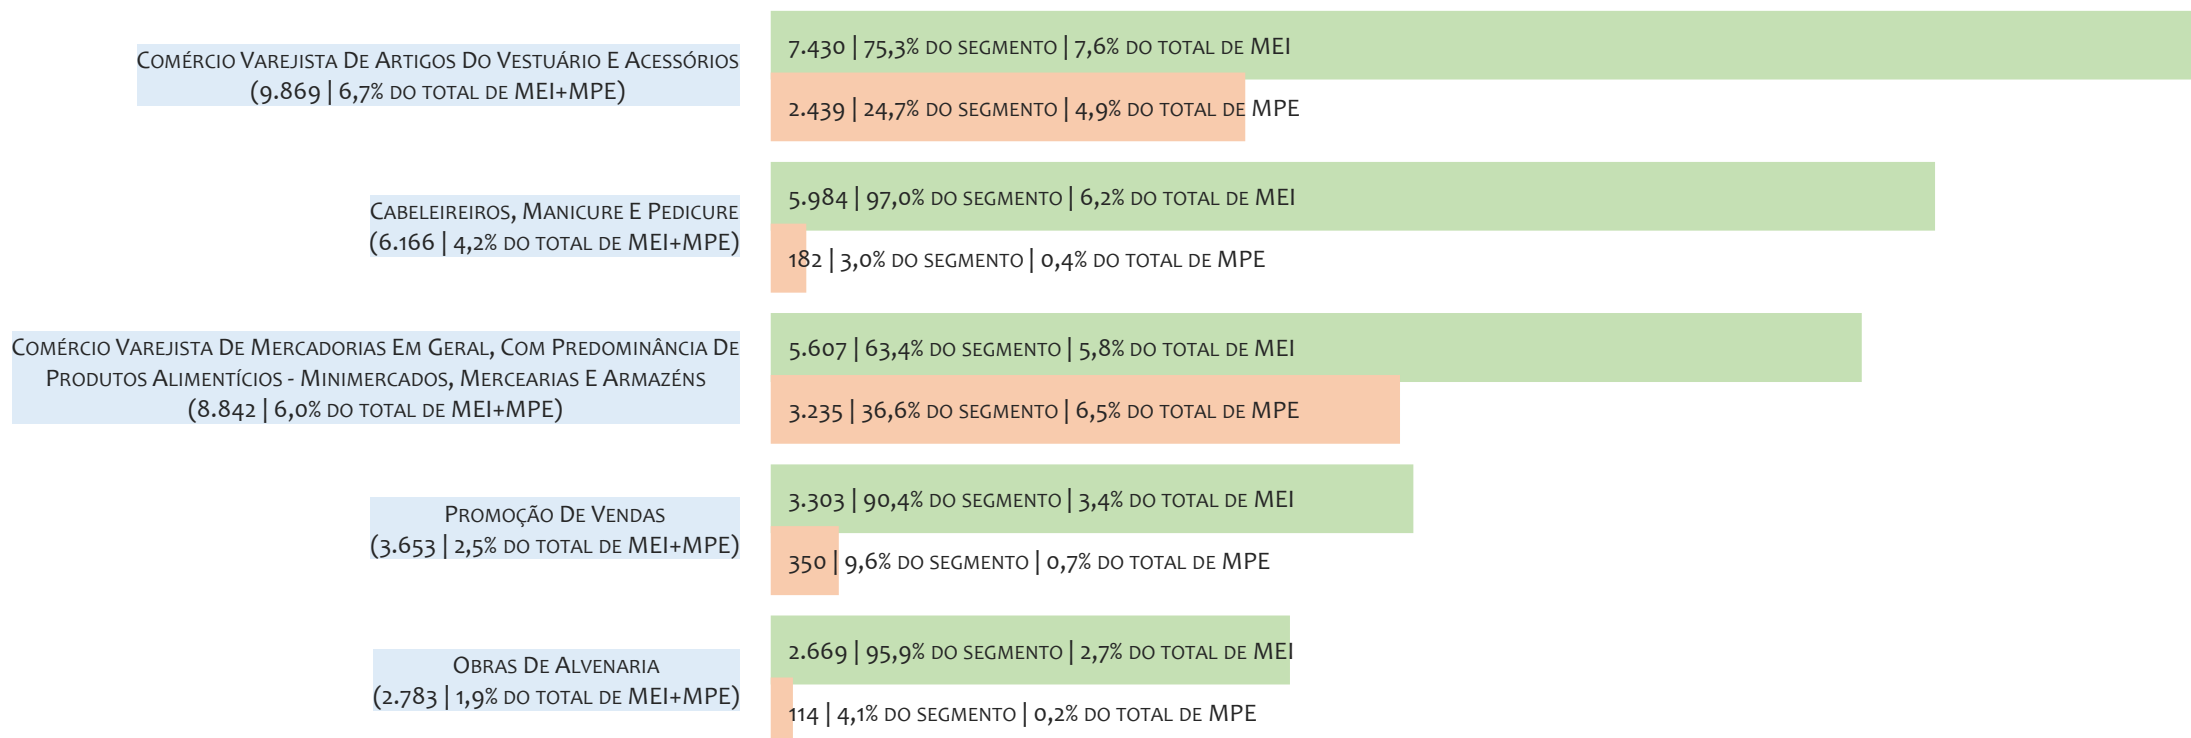 Comércio Varejista De Artigos Do Vestuário E Acessórios
(9.869 | 6,7% do total de MEI+MPE)
7.430 | 75,3% do segmento | 7,6% do total de MEI
2.439 | 24,7% do segmento | 4,9% do total de MPE
Cabeleireiros, Manicure E Pedicure
(6.166 | 4,2% do total de MEI+MPE)
5.984 | 97,0% do segmento | 6,2% do total de MEI
182 | 3,0% do segmento | 0,4% do total de MPE
Comércio Varejista De Mercadorias Em Geral, Com Predominância De
Produtos Alimentícios - Minimercados, Mercearias E Armazéns
(8.842 | 6,0% do total de MEI+MPE)
5.607 | 63,4% do segmento | 5,8% do total de MEI
3.235 | 36,6% do segmento | 6,5% do total de MPE
Promoção De Vendas
(3.653 | 2,5% do total de MEI+MPE)
3.303 | 90,4% do segmento | 3,4% do total de MEI
350 | 9,6% do segmento | 0,7% do total de MPE
Obras De Alvenaria
(2.783 | 1,9% do total de MEI+MPE)
2.669 | 95,9% do segmento | 2,7% do total de MEI
114 | 4,1% do segmento | 0,2% do total de MPE